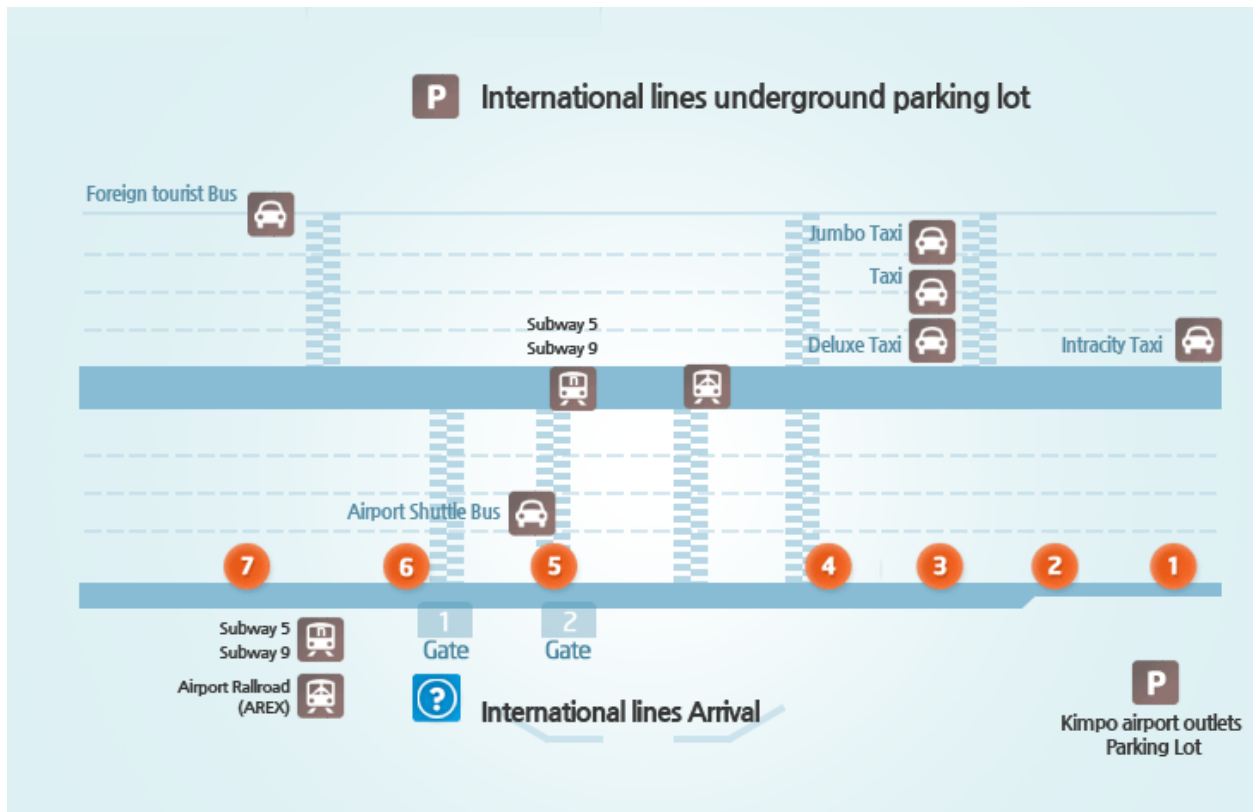 P International lines underground parking lot
Foreign tourist Bus
Jumbo Taxi
Taxi
Subway 5
Subway 9
Deluxe Taxi
Intracity Taxi
n
Airport Shuttle Bus
7 6 5 4 3 2 1
1 2
Gate Gate
Subway 5
Subway 9
n
Airport Rallroad
(AREX)
? International lines Arrival
P
Kimpo airport outlets
Parking Lot